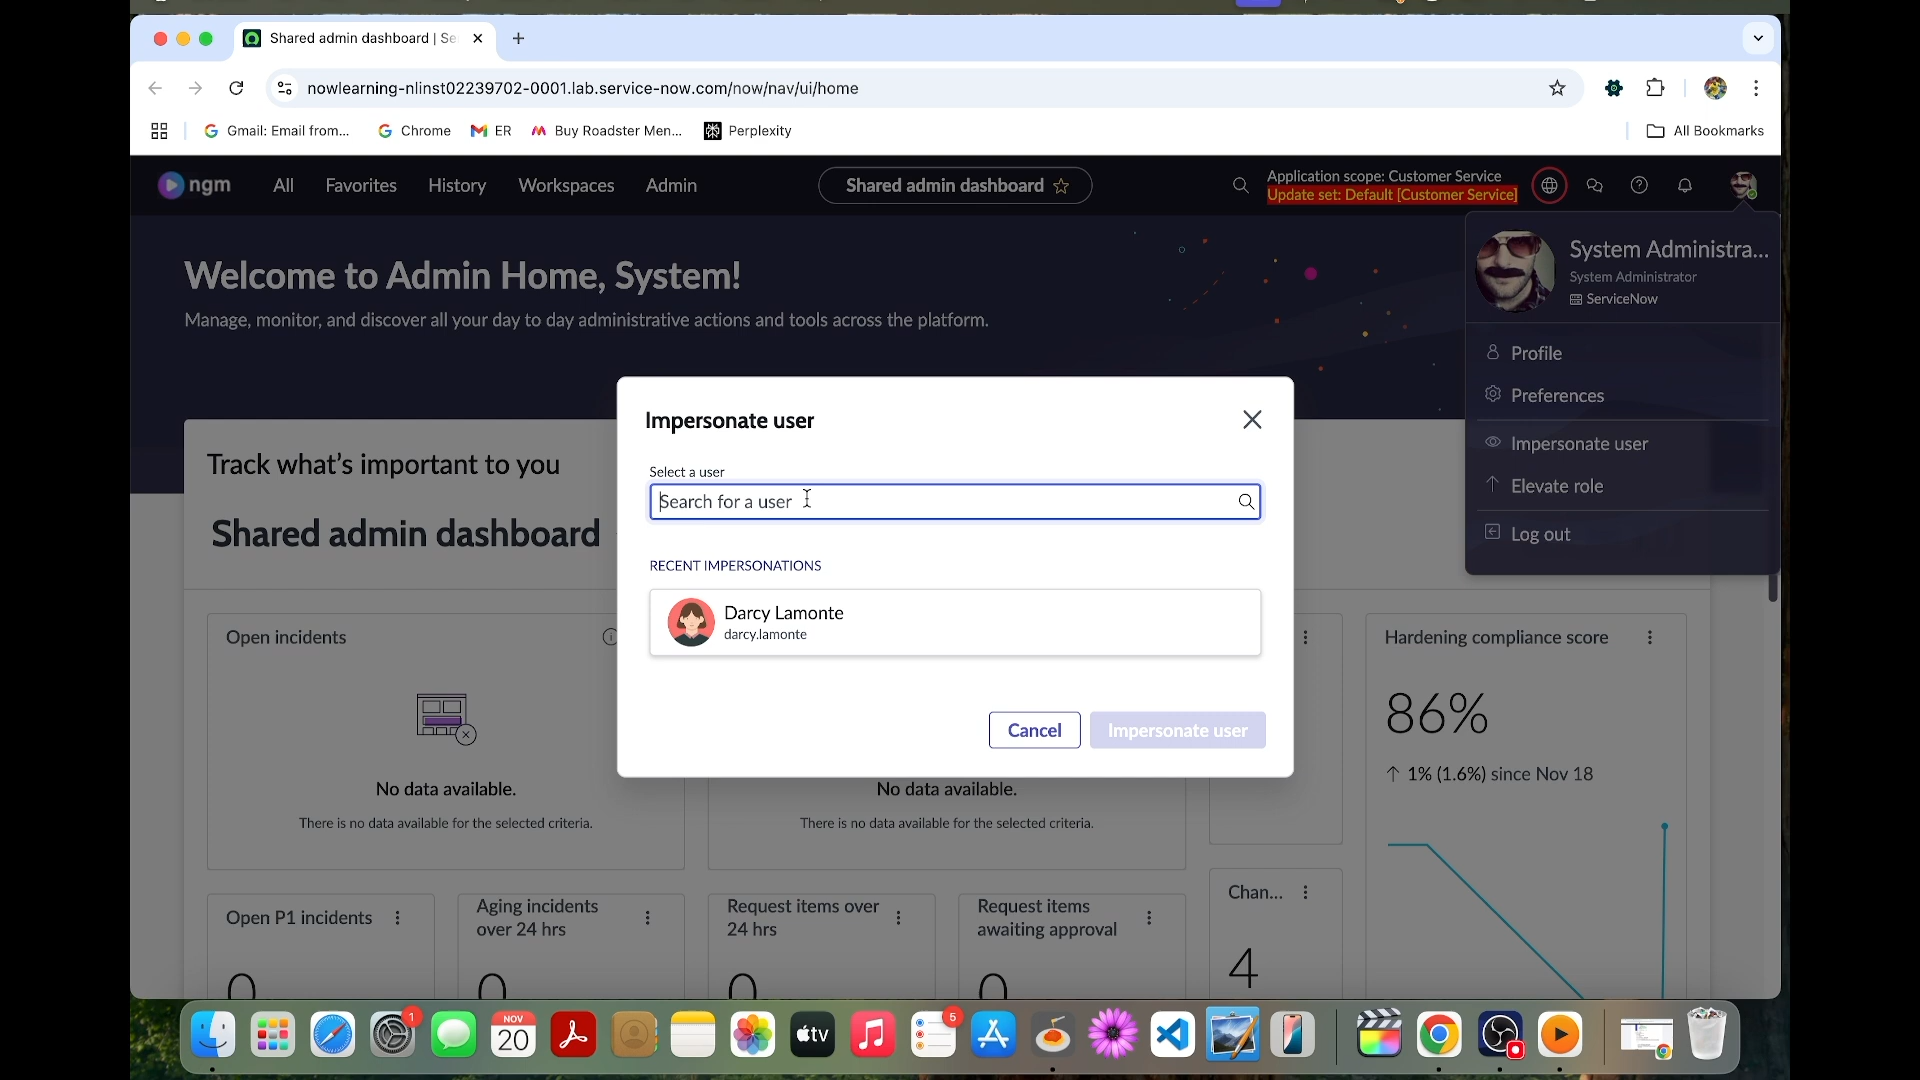 Shared admin dashboard | Se
nowlearning-nlinst02239702-0001.lab.service-now.com/now/nav/ui/home
Gmail: Email from...
Chrome
ER
Buy Roadster Men...
Perplexity
All Bookmarks
ngm
All
Favorites
History
Workspaces
Admin
Shared admin dashboard
Application scope: Customer Service
Update set: Default [Customer Service]
Welcome to Admin Home, System!
Manage, monitor, and discover all your day to day administrative actions and tools across the platform.
System Administra...
System Administrator
ServiceNow
Profile
Preferences
Impersonate user
Elevate role
Log out
Track what's important to you
Shared admin dashboard
Impersonate user
Select a user
Search for a user
RECENT IMPERSONATIONS
Darcy Lamonte
darcy.lamonte
Cancel
Impersonate user
Open incidents
No data available.
There is no data available for the selected criteria.
No data available.
There is no data available for the selected criteria.
Hardening compliance score
86%
1% (1.6%) since Nov 18
Open P1 incidents
0
Aging incidents
over 24 hrs
0
Request items over
24 hrs
0
Request items
awaiting approval
0
Chan...
4
1
NOV
20
tv
5